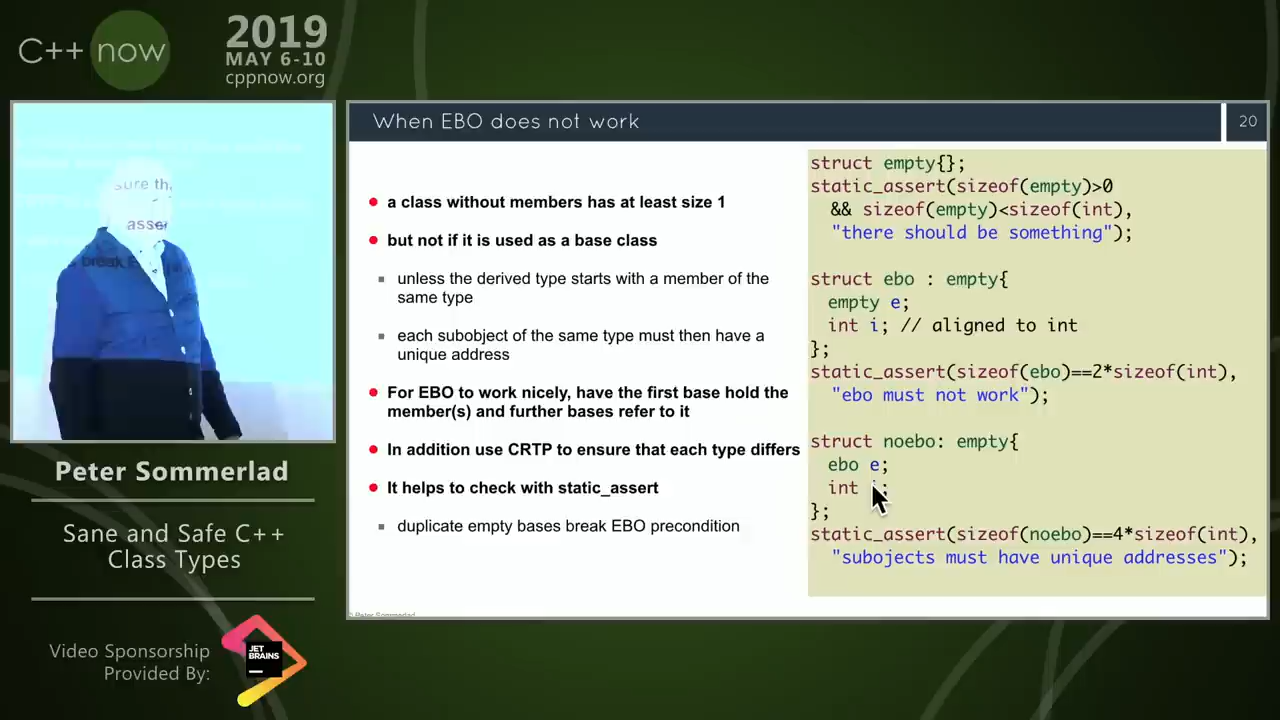 C++ now
2019
MAY 6-10
cppnow.org
sure tha
asse
break E
Peter Sommerlad
Sane and Safe C++
Class Types
Video Sponsorship
Provided By:
JET
BRAINS
When EBO does not work
20
a class without members has at least size 1
but not if it is used as a base class
unless the derived type starts with a member of the
same type
each subobject of the same type must then have a
unique address
For EBO to work nicely, have the first base hold the
member(s) and further bases refer to it
In addition use CRTP to ensure that each type differs
It helps to check with static_assert
duplicate empty bases break EBO precondition
© Peter Sommerlad
struct empty{};
static_assert(sizeof(empty)>0
&& sizeof(empty)<sizeof(int),
"there should be something");
struct ebo : empty{
empty e;
int i; // aligned to int
};
static_assert(sizeof(ebo)==2*sizeof(int),
"ebo must not work");
struct noebo: empty{
ebo e;
int i;
};
static_assert(sizeof(noebo)==4*sizeof(int),
"subojects must have unique addresses");